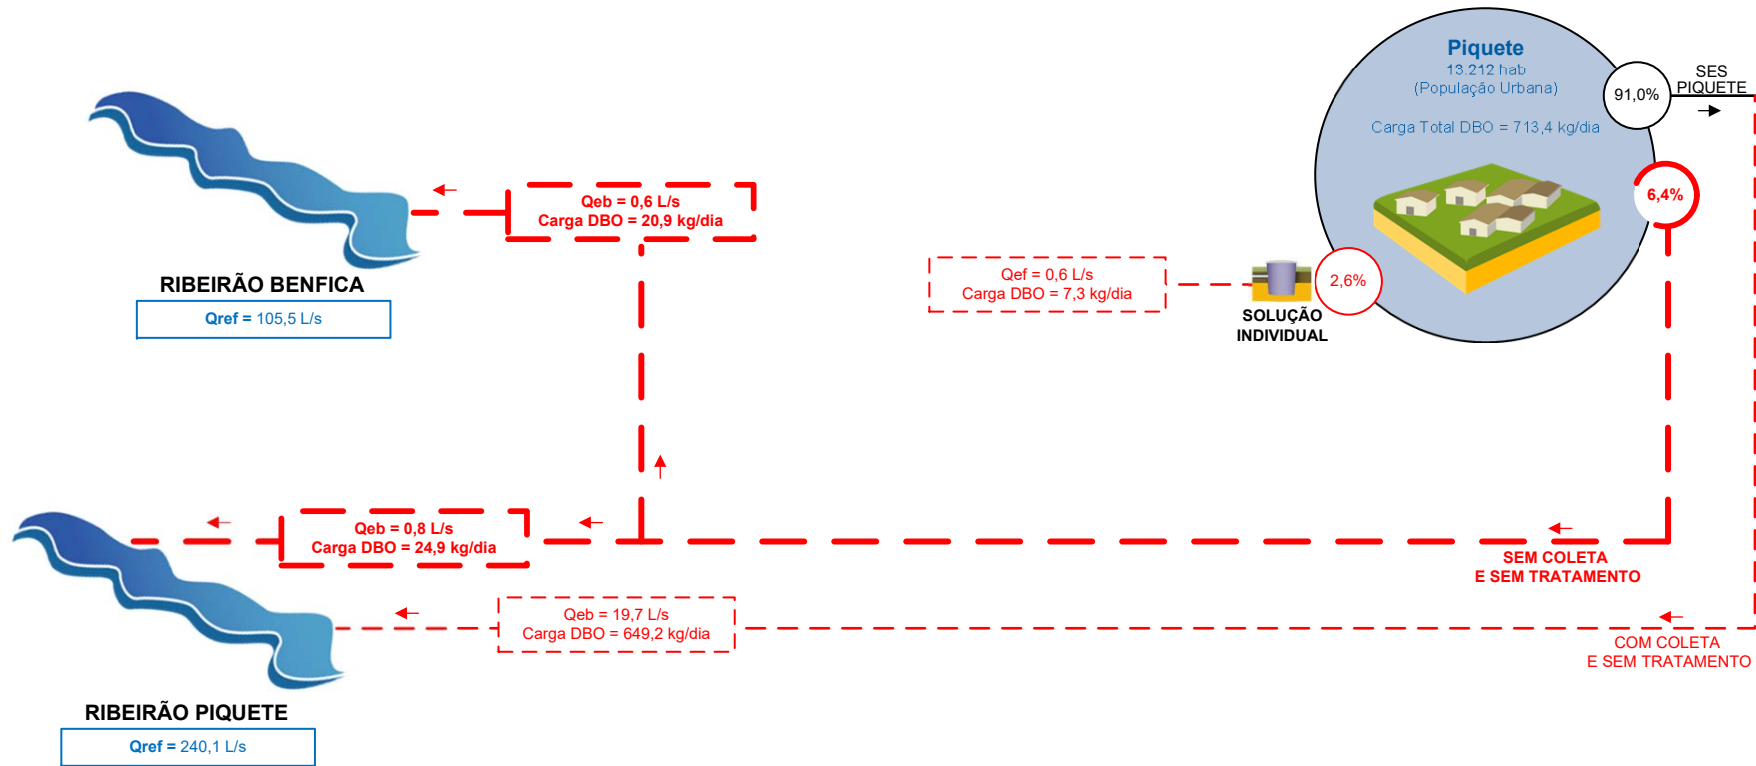 Piquete
13.212 hab
(População Urbana)
Carga Total DBO = 713,4 kg/dia
91,0%
SES
PIQUETE
6,4%
2,6%
SOLUÇÃO
INDIVIDUAL
Qef = 0,6 L/s
Carga DBO = 7,3 kg/dia
Qeb = 0,6 L/s
Carga DBO = 20,9 kg/dia
RIBEIRÃO BENFICA
Qref = 105,5 L/s
Qeb = 0,8 L/s
Carga DBO = 24,9 kg/dia
SEM COLETA
E SEM TRATAMENTO
Qeb = 19,7 L/s
Carga DBO = 649,2 kg/dia
COM COLETA
E SEM TRATAMENTO
RIBEIRÃO PIQUETE
Qref = 240,1 L/s